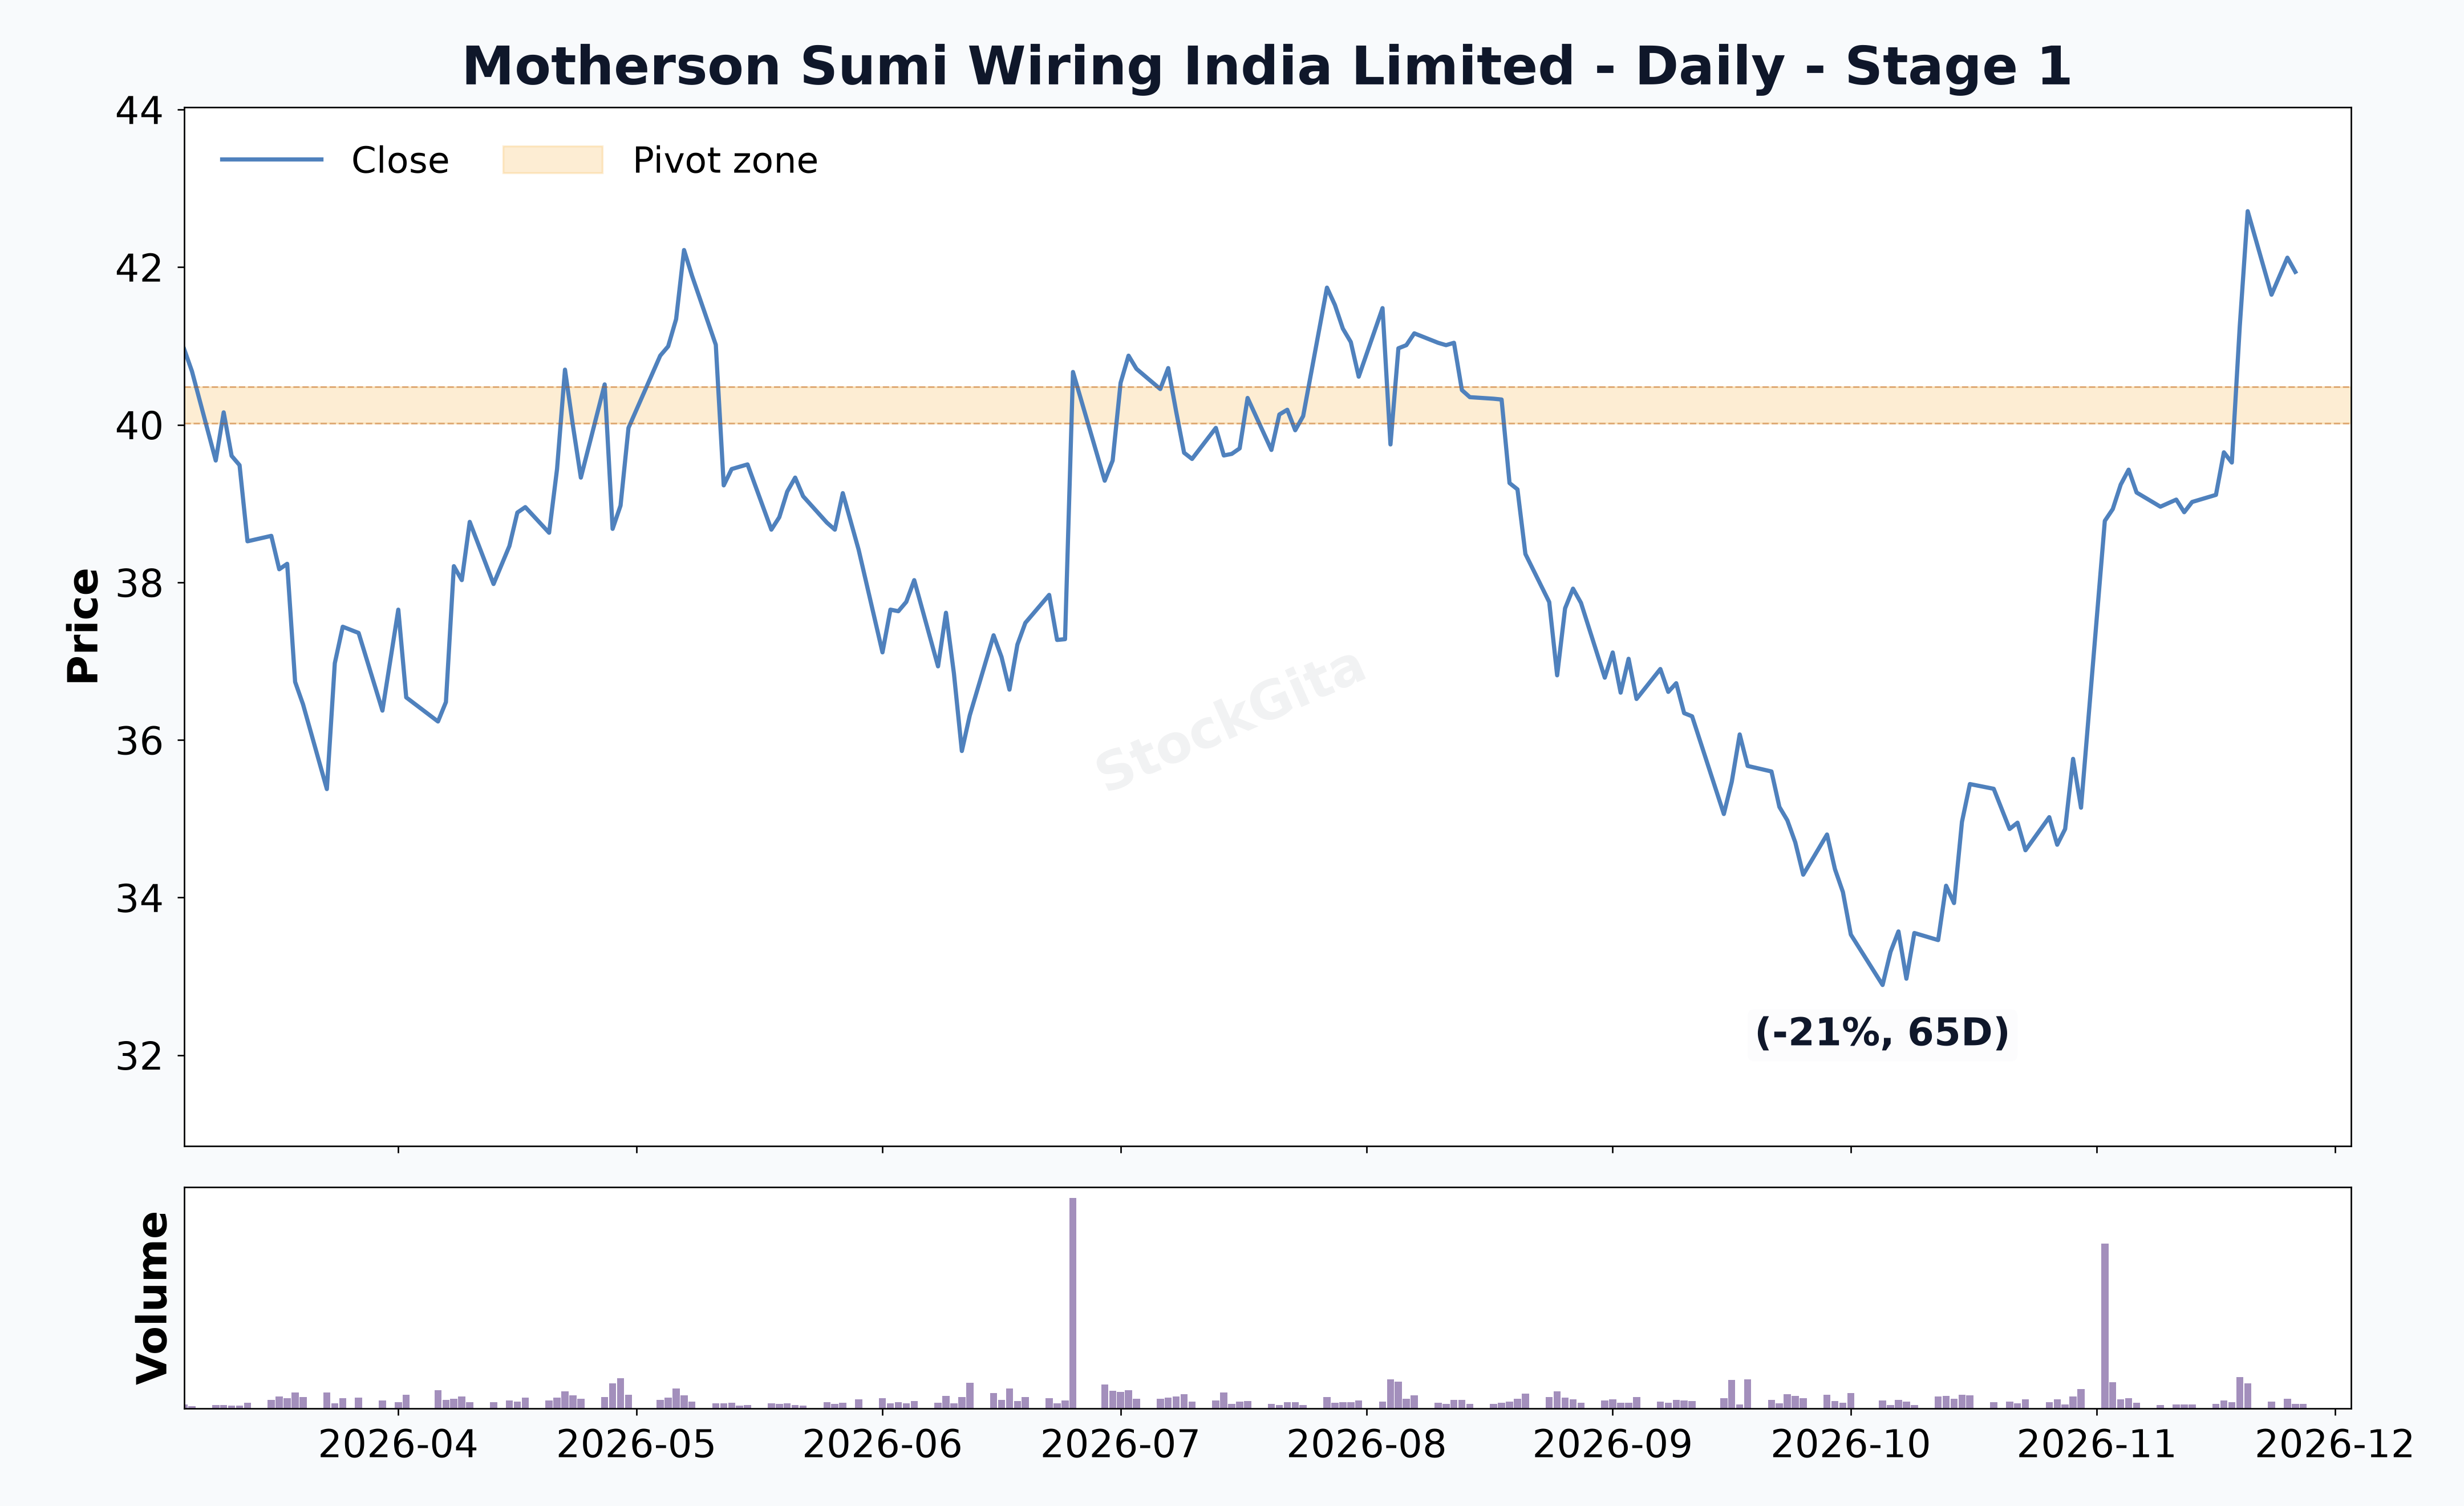 Motherson Sumi Wiring India Limited - Daily - Stage 1
Close
Pivot zone
Price
44
42
40
38
36
34
32
StockGita
(-21%, 65D)
Volume
2026-04
2026-05
2026-06
2026-07
2026-08
2026-09
2026-10
2026-11
2026-12